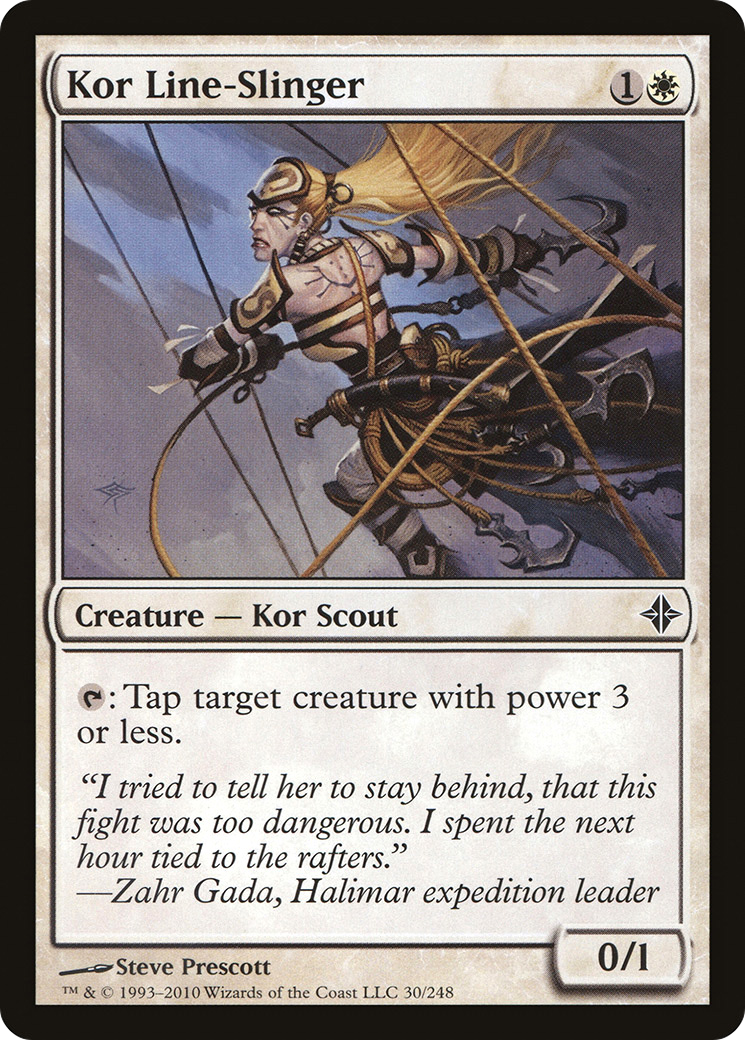 Kor Line-Slinger 1
Creature — Kor Scout
: Tap target creature with power 3
or less.
“I tried to tell her to stay behind, that this
fight was too dangerous. I spent the next
hour tied to the rafters.”
—Zahr Gada, Halimar expedition leader
0/1
Steve Prescott
™ & © 1993–2010 Wizards of the Coast LLC 30/248